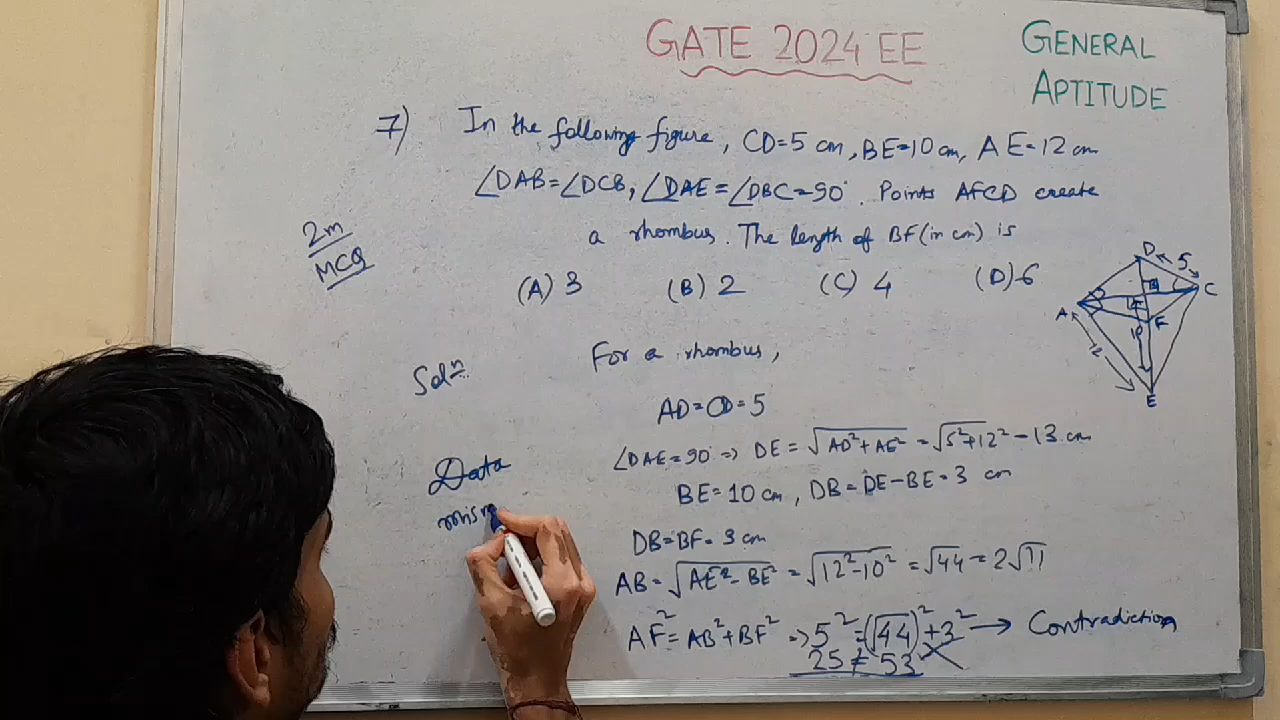 GATE 2024 EE
GENERAL
APTITUDE
7) In the following figure, CD=5 cm, BE=10 cm, AE=12 cm
∠DAB=∠DCB, ∠DAE=∠DBC=90°. Points AFCD create
a rhombus. The length of BF (in cm) is
2m
MCQ
(A) 3 (B) 2 (C) 4 (D) 6
D
5
C
A
F
10
12
E
Solⁿ
For a rhombus,
AD=CD=5
∠DAE=90° => DE = √AD²+AE² = √5²+12² = 13 cm
BE=10 cm, DB=DE-BE=3 cm
Data
DB=BF=3 cm
AB=√AE²-BE² = √12²-10² = √44 = 2√11
AF²=AB²+BF² => 5²=(√44)²+3² → Contradiction
25≠53